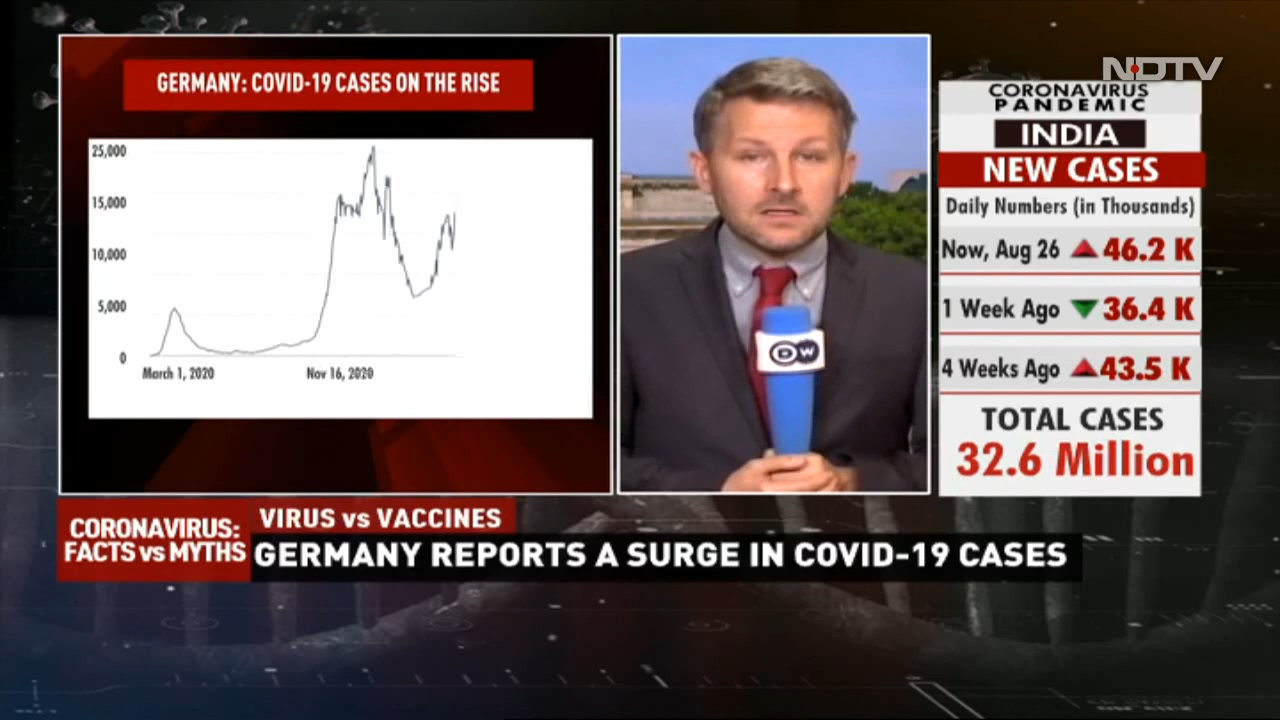 GERMANY: COVID-19 CASES ON THE RISE
25,000
15,000
10,000
5,000
0
March 1, 2020
Nov 16, 2020
DW
NDTV
CORONAVIRUS
PANDEMIC
INDIA
NEW CASES
Daily Numbers (in Thousands)
Now, Aug 26 46.2 K
1 Week Ago 36.4 K
4 Weeks Ago 43.5 K
TOTAL CASES
32.6 Million
CORONAVIRUS:
FACTS vs MYTHS
VIRUS vs VACCINES
GERMANY REPORTS A SURGE IN COVID-19 CASES